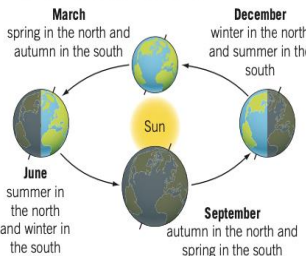 March
spring in the north and
autumn in the south
December
winter in the north
and summer in the
south
Sun
June
summer in
the north
and winter in
the south
September
autumn in the north and
spring in the south